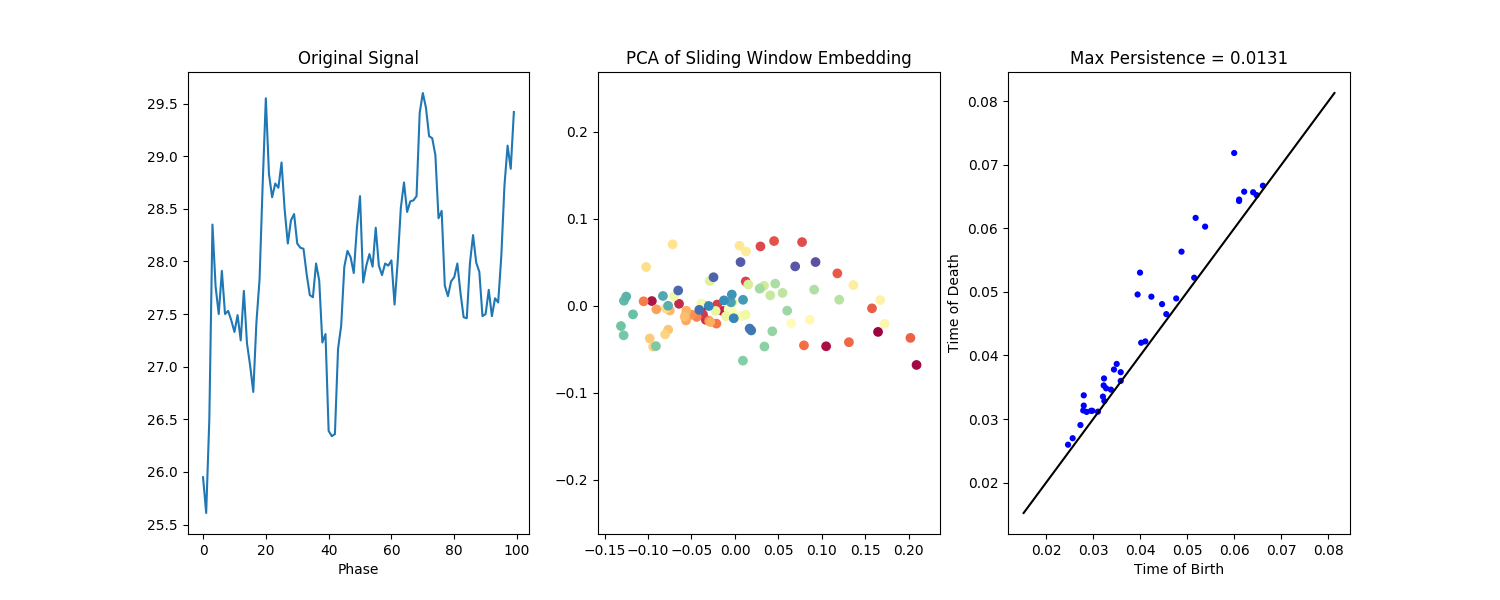 Original Signal
29.5
29.0
28.5
28.0
27.5
27.0
26.5
26.0
25.5
0 20 40 60 80 100
Phase
PCA of Sliding Window Embedding
0.2
0.1
0.0
−0.1
−0.2
−0.15 −0.10 −0.05 0.00 0.05 0.10 0.15 0.20
Max Persistence = 0.0131
Time of Death
0.08
0.07
0.06
0.05
0.04
0.03
0.02
0.02 0.03 0.04 0.05 0.06 0.07 0.08
Time of Birth